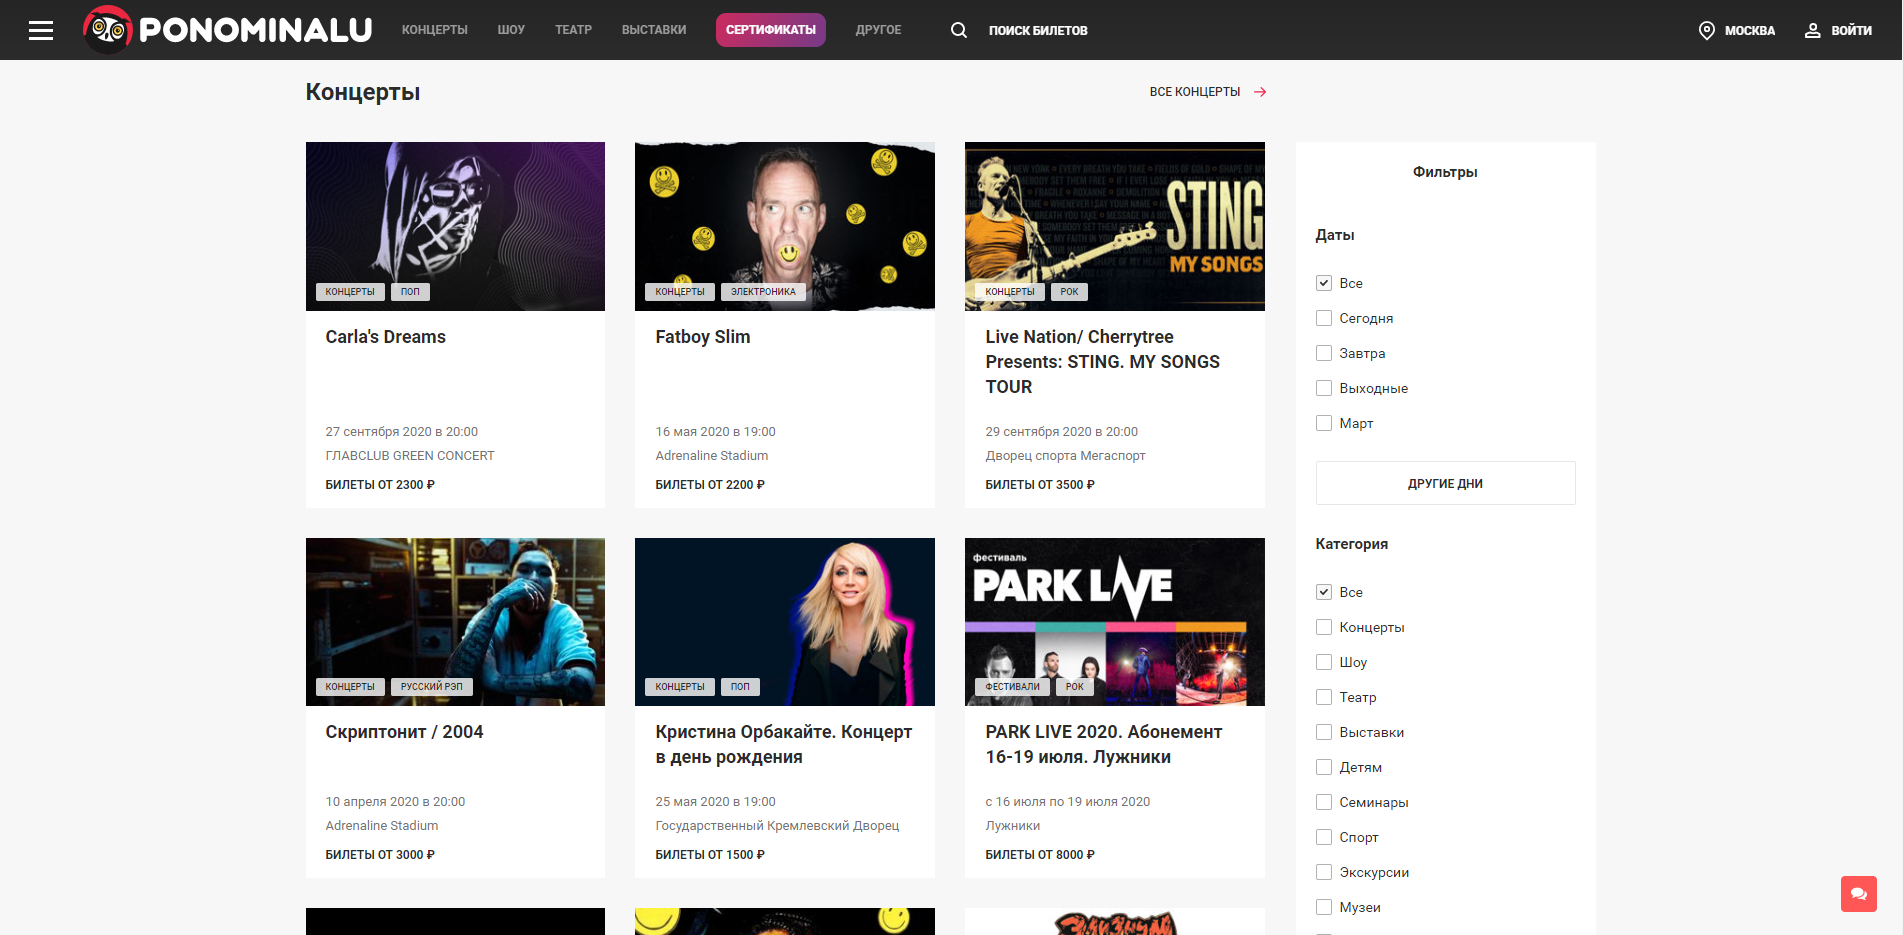 PONOMINALU
КОНЦЕРТЫ
ШОУ
ТЕАТР
ВЫСТАВКИ
СЕРТИФИКАТЫ
ДРУГОЕ
ПОИСК БИЛЕТОВ
МОСКВА
ВОЙТИ
Концерты
ВСЕ КОНЦЕРТЫ
КОНЦЕРТЫ
ПОП
Carla's Dreams
27 сентября 2020 в 20:00
ГЛАВCLUB GREEN CONCERT
БИЛЕТЫ ОТ 2300 ₽
КОНЦЕРТЫ
ЭЛЕКТРОНИКА
Fatboy Slim
16 мая 2020 в 19:00
Adrenaline Stadium
БИЛЕТЫ ОТ 2200 ₽
STING
MY SONGS
КОНЦЕРТЫ
РОК
Live Nation/ Cherrytree
Presents: STING. MY SONGS
TOUR
29 сентября 2020 в 20:00
Дворец спорта Мегаспорт
БИЛЕТЫ ОТ 3500 ₽
КОНЦЕРТЫ
РУССКИЙ РЭП
Скриптонит / 2004
10 апреля 2020 в 20:00
Adrenaline Stadium
БИЛЕТЫ ОТ 3000 ₽
КОНЦЕРТЫ
ПОП
Кристина Орбакайте. Концерт
в день рождения
25 мая 2020 в 19:00
Государственный Кремлевский Дворец
БИЛЕТЫ ОТ 1500 ₽
фестиваль
PARK LIVE
ФЕСТИВАЛИ
РОК
PARK LIVE 2020. Абонемент
16-19 июля. Лужники
с 16 июля по 19 июля 2020
Лужники
БИЛЕТЫ ОТ 8000 ₽
Фильтры
Даты
Все
Сегодня
Завтра
Выходные
Март
ДРУГИЕ ДНИ
Категория
Все
Концерты
Шоу
Театр
Выставки
Детям
Семинары
Спорт
Экскурсии
Музеи